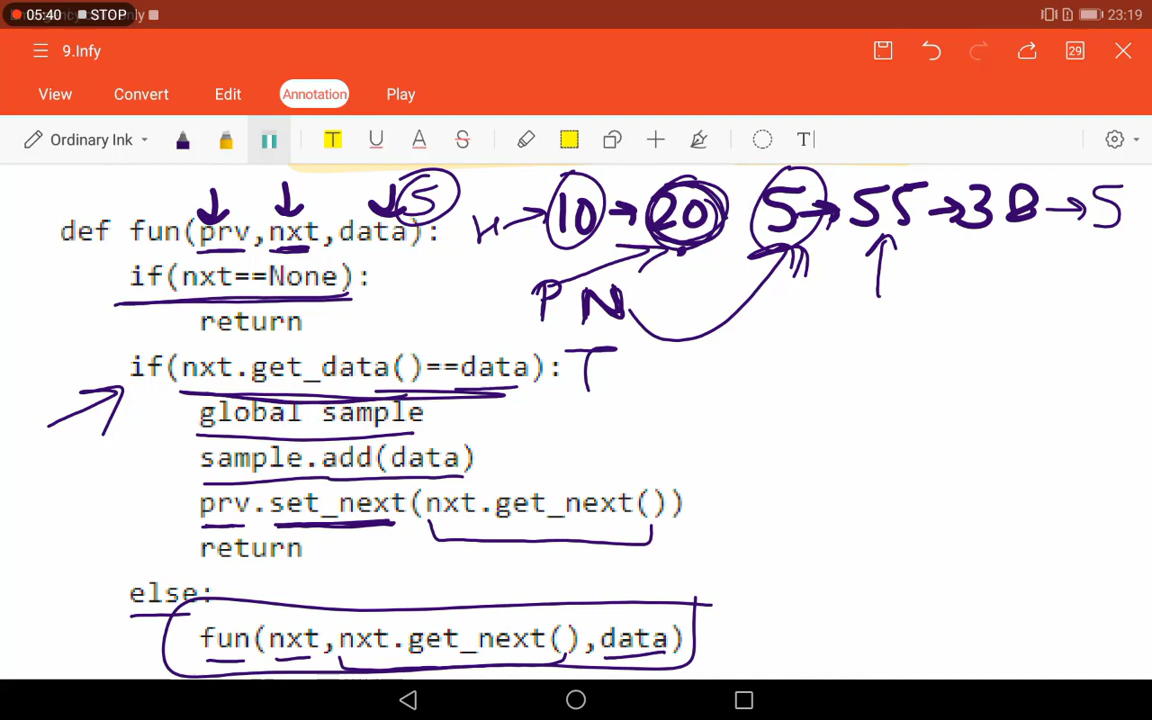 05:40 STOP nly 23:19
9.Infy 29
View Convert Edit Annotation Play
Ordinary Ink T U A S T
5 H → 10 → 20 5 → 55 → 38 → 5
def fun(prv,nxt,data):
if(nxt==None): P N
return
if(nxt.get_data()==data): T
global sample
sample.add(data)
prv.set_next(nxt.get_next())
return
else:
fun(nxt,nxt.get_next(),data)